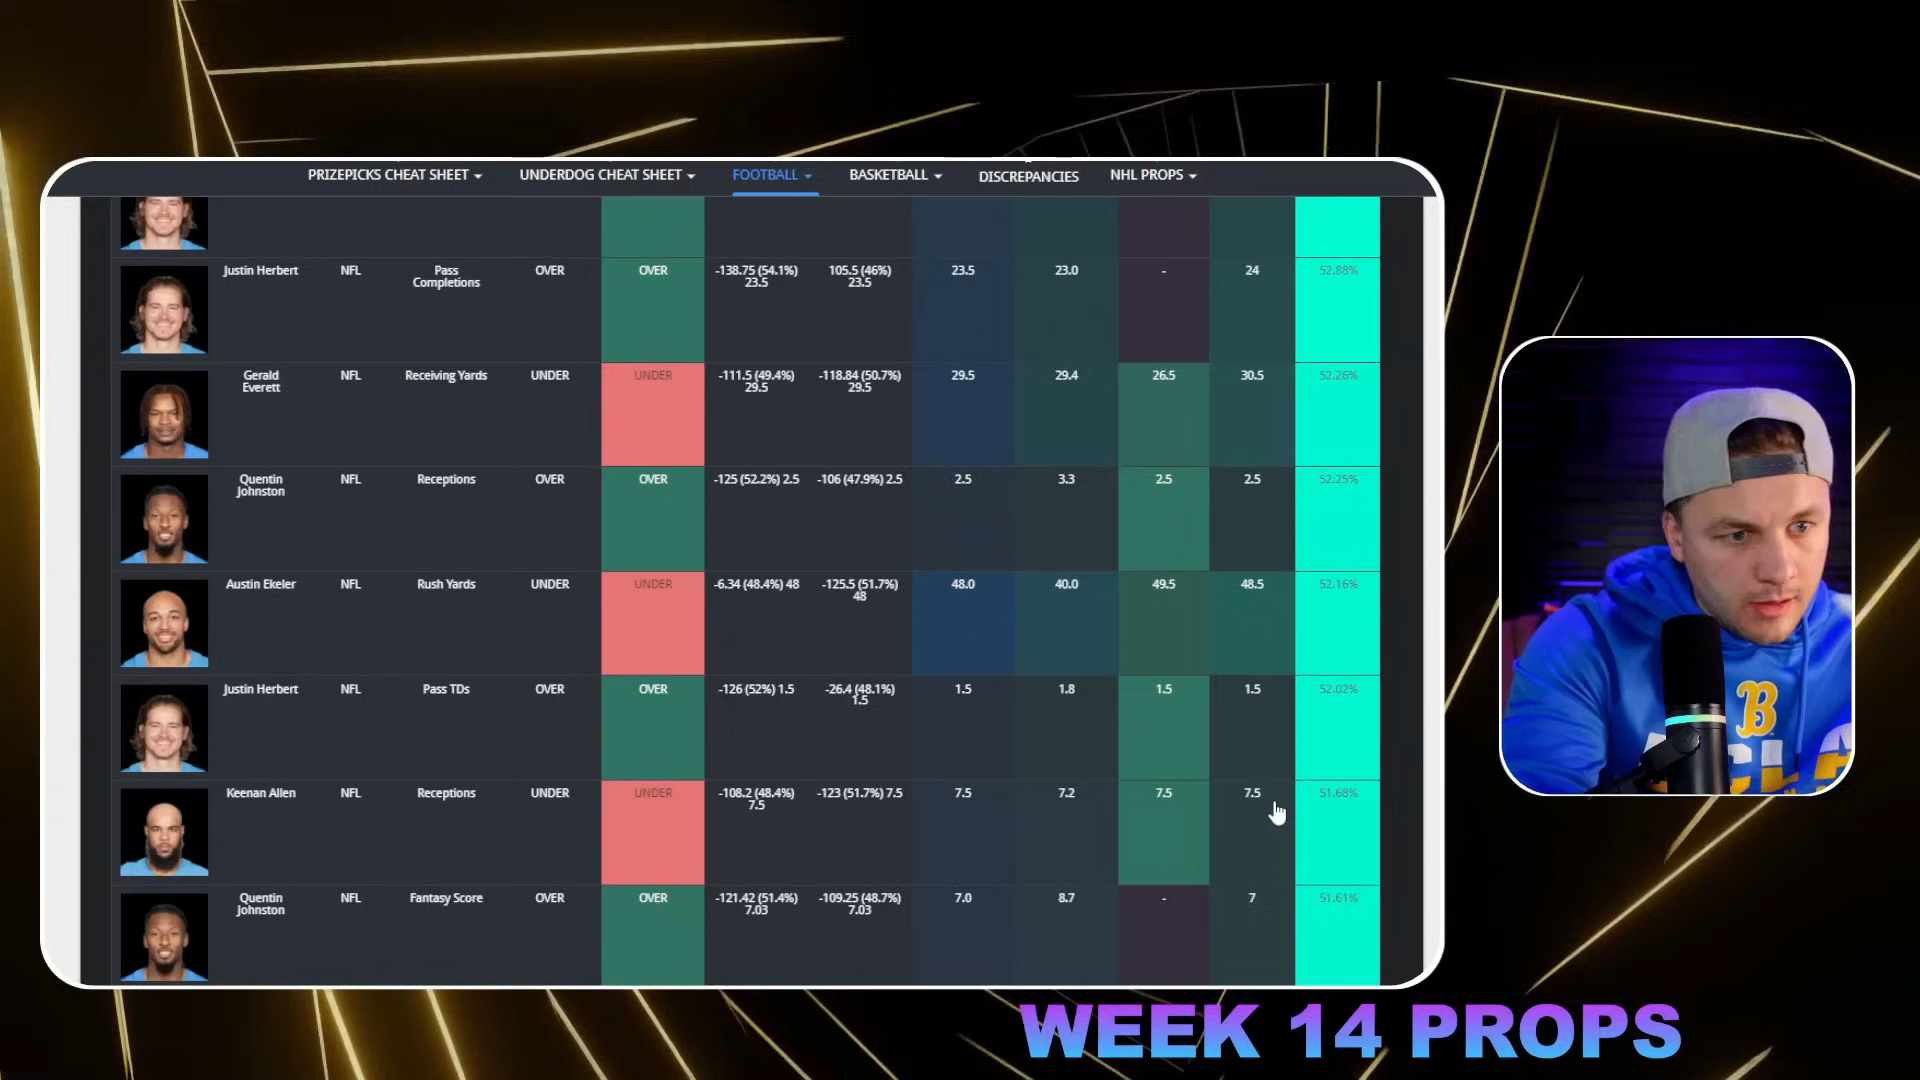 PRIZEPICKS CHEAT SHEET UNDERDOG CHEAT SHEET FOOTBALL BASKETBALL DISCREPANCIES NHL PROPS
Justin Herbert NFL Pass Completions OVER OVER -138.75 (54.1%) 23.5 105.5 (46%) 23.5 23.5 23.0 - 24 52.88%
Gerald Everett NFL Receiving Yards UNDER UNDER -111.5 (49.4%) 29.5 -118.84 (50.7%) 29.5 29.5 29.4 26.5 30.5 52.26%
Quentin Johnston NFL Receptions OVER OVER -125 (52.2%) 2.5 -106 (47.9%) 2.5 2.5 3.3 2.5 2.5 52.25%
Austin Ekeler NFL Rush Yards UNDER UNDER -6.34 (48.4%) 48 -125.5 (51.7%) 48 48.0 40.0 49.5 48.5 52.16%
Justin Herbert NFL Pass TDs OVER OVER -126 (52%) 1.5 -26.4 (48.1%) 1.5 1.5 1.8 1.5 1.5 52.02%
Keenan Allen NFL Receptions UNDER UNDER -108.2 (48.4%) 7.5 -123 (51.7%) 7.5 7.5 7.2 7.5 7.5 51.68%
Quentin Johnston NFL Fantasy Score OVER OVER -121.42 (51.4%) 7.03 -109.25 (48.7%) 7.03 7.0 8.7 - 7 51.61%
B
WEEK 14 PROPS